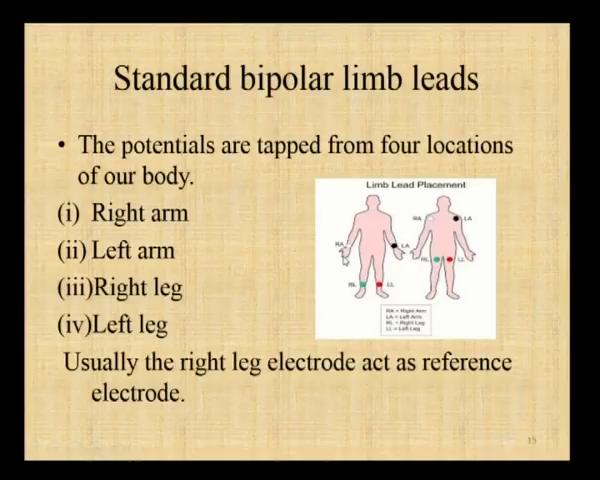 Standard bipolar limb leads
• The potentials are tapped from four locations
of our body.
(i) Right arm
(ii) Left arm
(iii)Right leg
(iv)Left leg
Usually the right leg electrode act as reference
electrode.
Limb Lead Placement
RA LA
RA LA
RL LL
RL LL
RA = Right Arm
LA = Left Arm
RL = Right Leg
LL = Left Leg
15